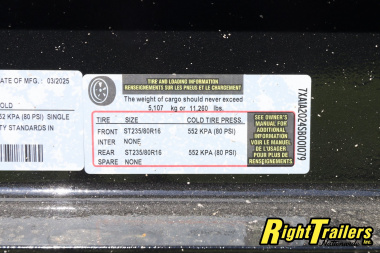 DATE OF MFG. 03/2025
OLD
552 KPA (80 PSI) SINGLE
TY STANDARDS IN
TIRE AND LOADING INFORMATION
RENSEIGNEMENTS SUR LES PNEUS ET LE CHARGEMENT
The weight of cargo should never exceed
5,107 kg or 11,260 lbs.
TIRE SIZE COLD TIRE PRESS.
FRONT ST235/80R16 552 KPA (80 PSI)
INTER NONE
REAR ST235/80R16 552 KPA (80 PSI)
SPARE NONE
SEE OWNER'S
MANUAL FOR
ADDITIONAL
INFORMATION
VOIR LE MANUEL
DE L'USAGER
POUR PLUS DE
RENSEIGNEMENTS
RightTrailers
Inc.